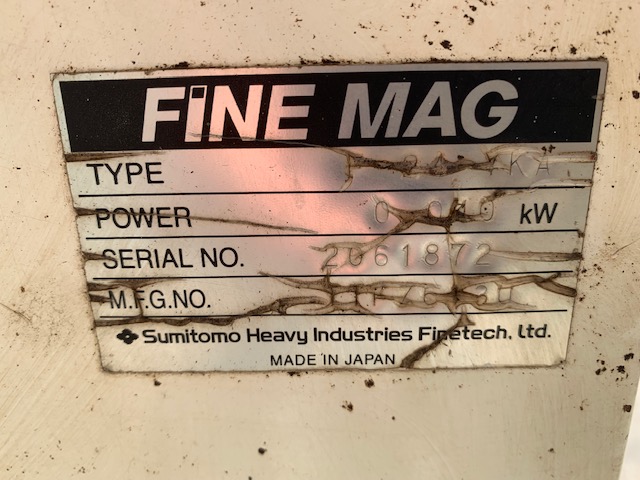 FiNE MAG
TYPE
POWER kW
SERIAL NO. 2061872
M.F.G.NO.
Sumitomo Heavy Industries Finetech, Ltd.
MADE IN JAPAN